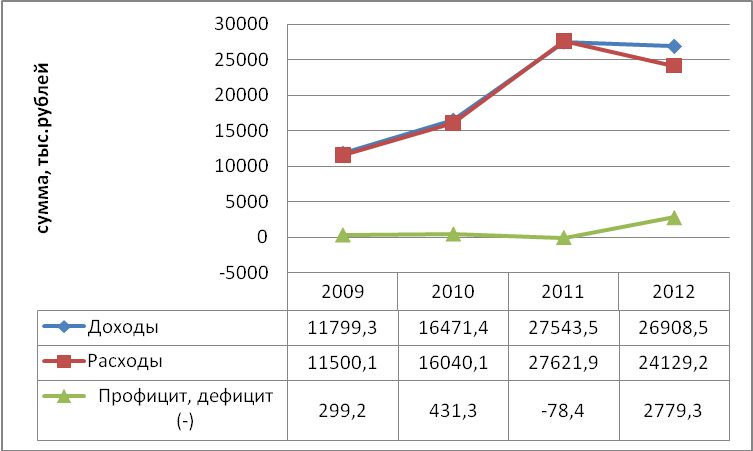 сумма, тыс.рублей
30000
25000
20000
15000
10000
5000
0
-5000
2009 2010 2011 2012
Доходы 11799,3 16471,4 27543,5 26908,5
Расходы 11500,1 16040,1 27621,9 24129,2
Профицит, дефицит
(-) 299,2 431,3 -78,4 2779,3